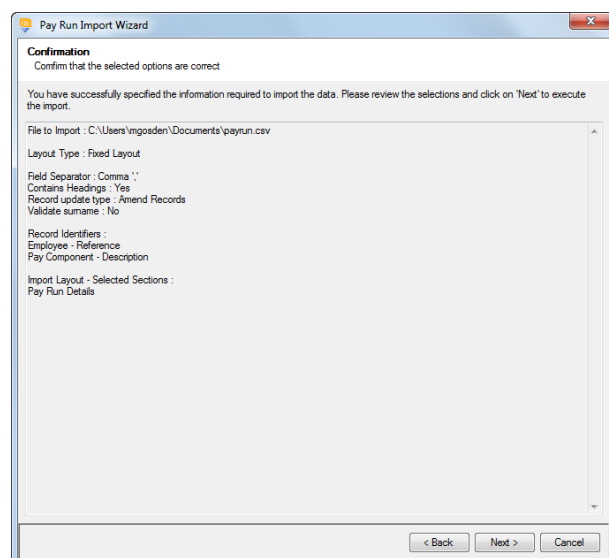 Pay Run Import Wizard
Confirmation
Comfirm that the selected options are correct
You have successfully specified the information required to import the data. Please review the selections and click on 'Next' to execute
the import.
File to Import : C:\Users\mgosden\Documents\payrun.csv
Layout Type : Fixed Layout
Field Separator : Comma ','
Contains Headings : Yes
Record update type : Amend Records
Validate surname : No
Record Identifiers :
Employee - Reference
Pay Component - Description
Import Layout - Selected Sections :
Pay Run Details
< Back Next > Cancel